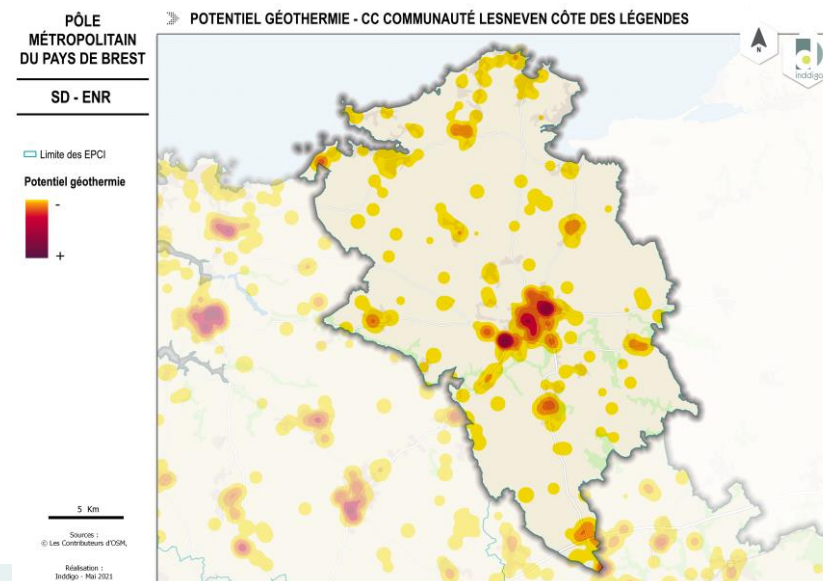 PÔLE
MÉTROPOLITAIN
DU PAYS DE BREST
SD - ENR
POTENTIEL GÉOTHERMIE - CC COMMUNAUTÉ LESNEVEN CÔTE DES LÉGENDES
N
inddigo
Limite des EPCI
Potentiel géothermie
-
+
5 Km
Sources :
© Les Contributeurs d'OSM,
Réalisation :
Inddigo - Mai 2021